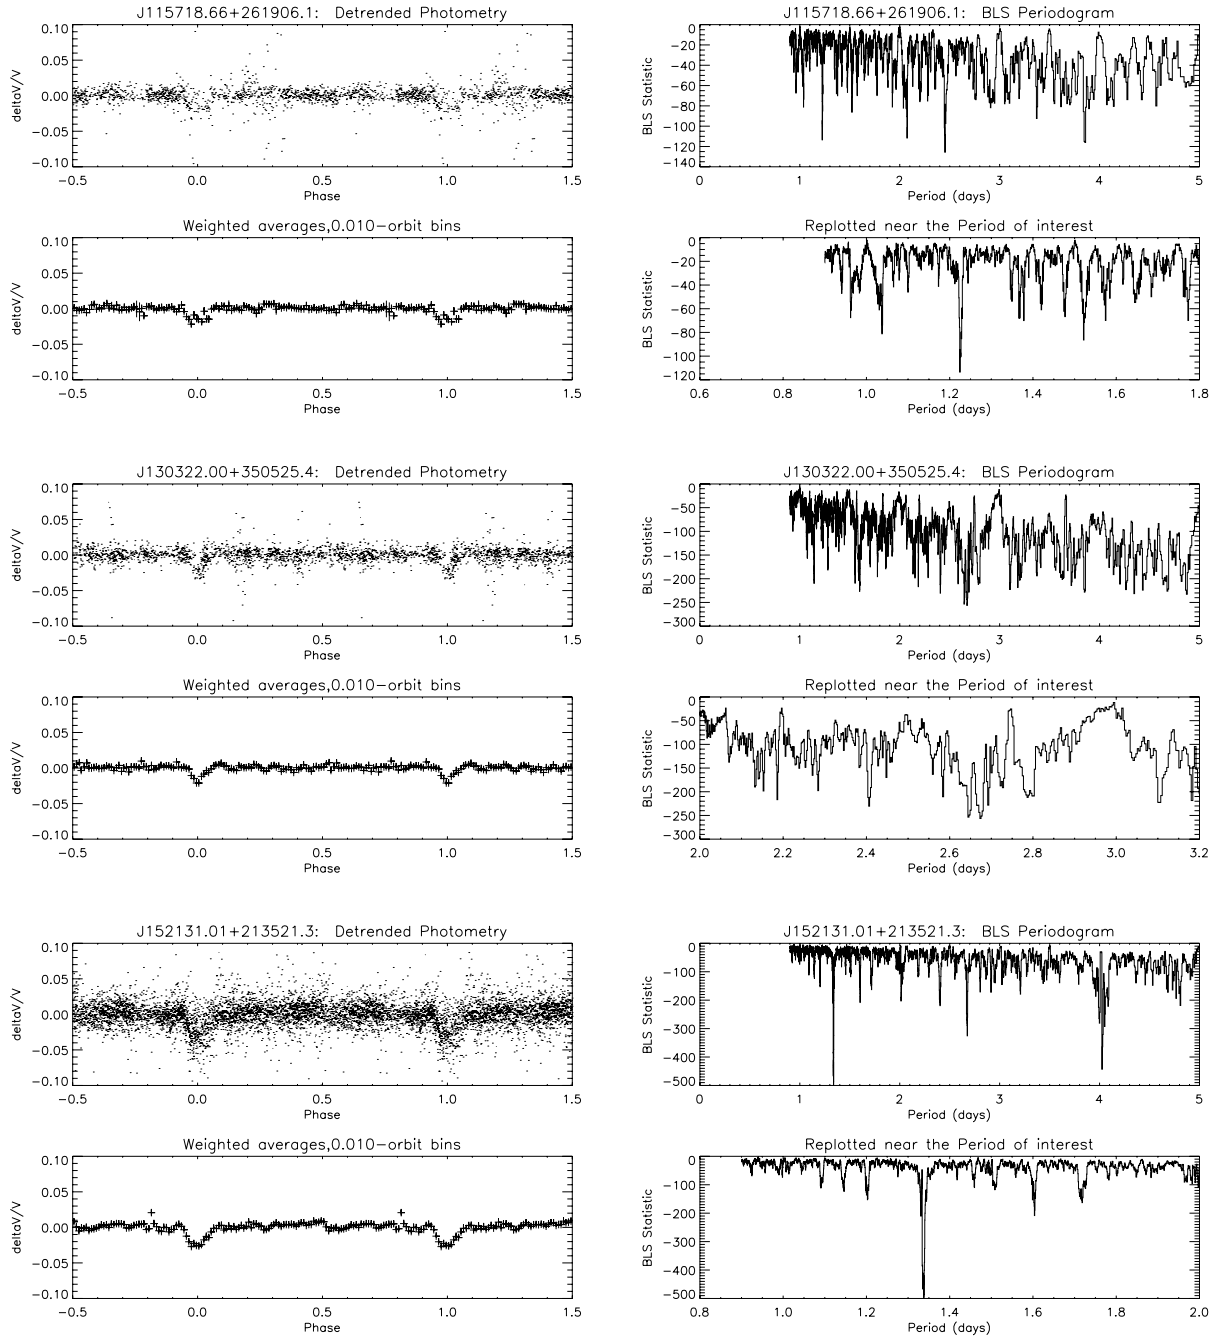 J115718.66+261906.1: Detrended Photometry
deltaV/V
0.10
0.05
0.00
−0.05
−0.10
−0.5 0.0 0.5 1.0 1.5
Phase
J115718.66+261906.1: BLS Periodogram
BLS Statistic
0
−20
−40
−60
−80
−100
−120
−140
0 1 2 3 4 5
Period (days)
Weighted averages,0.010−orbit bins
deltaV/V
0.10
0.05
0.00
−0.05
−0.10
−0.5 0.0 0.5 1.0 1.5
Phase
Replotted near the Period of interest
BLS Statistic
0
−20
−40
−60
−80
−100
−120
0.6 0.8 1.0 1.2 1.4 1.6 1.8
Period (days)
J130322.00+350525.4: Detrended Photometry
deltaV/V
0.10
0.05
0.00
−0.05
−0.10
−0.5 0.0 0.5 1.0 1.5
Phase
J130322.00+350525.4: BLS Periodogram
BLS Statistic
0
−50
−100
−150
−200
−250
−300
0 1 2 3 4 5
Period (days)
Weighted averages,0.010−orbit bins
deltaV/V
0.10
0.05
0.00
−0.05
−0.10
−0.5 0.0 0.5 1.0 1.5
Phase
Replotted near the Period of interest
BLS Statistic
0
−50
−100
−150
−200
−250
−300
2.0 2.2 2.4 2.6 2.8 3.0 3.2
Period (days)
J152131.01+213521.3: Detrended Photometry
deltaV/V
0.10
0.05
0.00
−0.05
−0.10
−0.5 0.0 0.5 1.0 1.5
Phase
J152131.01+213521.3: BLS Periodogram
BLS Statistic
0
−100
−200
−300
−400
−500
0 1 2 3 4 5
Period (days)
Weighted averages,0.010−orbit bins
deltaV/V
0.10
0.05
0.00
−0.05
−0.10
−0.5 0.0 0.5 1.0 1.5
Phase
Replotted near the Period of interest
BLS Statistic
0
−100
−200
−300
−400
−500
0.8 1.0 1.2 1.4 1.6 1.8 2.0
Period (days)